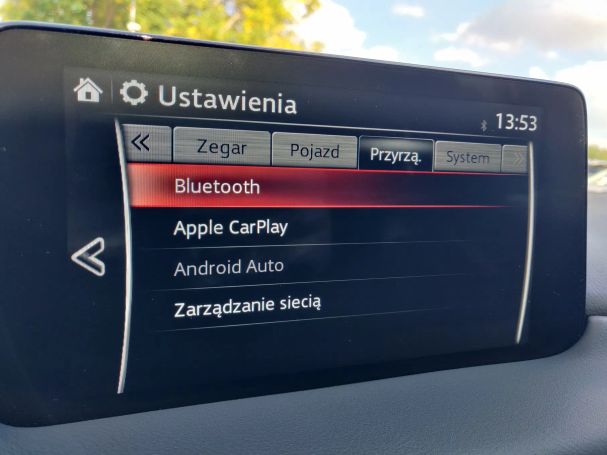 Ustawienia
13:53
Zegar Pojazd Przyrzą. System
Bluetooth
Apple CarPlay
Android Auto
Zarządzanie siecią